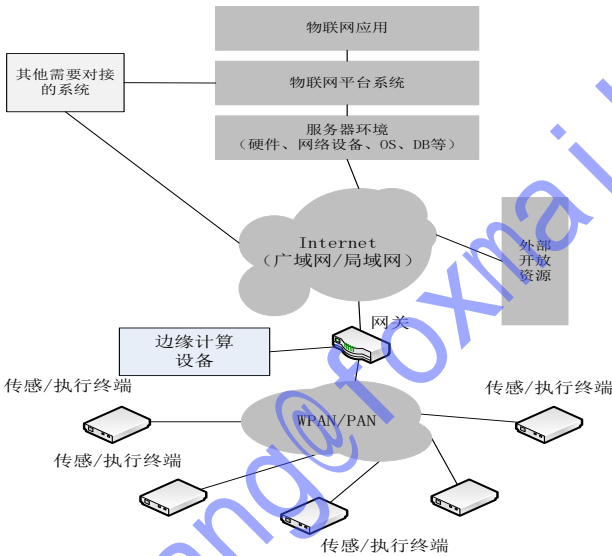 物联网应用
其他需要对接
的系统
物联网平台系统
服务器环境
（硬件、网络设备、OS、DB等）
Internet
（广域网/局域网）
外部
开放
资源
网关
边缘计算
设备
传感/执行终端
传感/执行终端
WPAN/PAN
传感/执行终端
传感/执行终端
ang@foxmail.